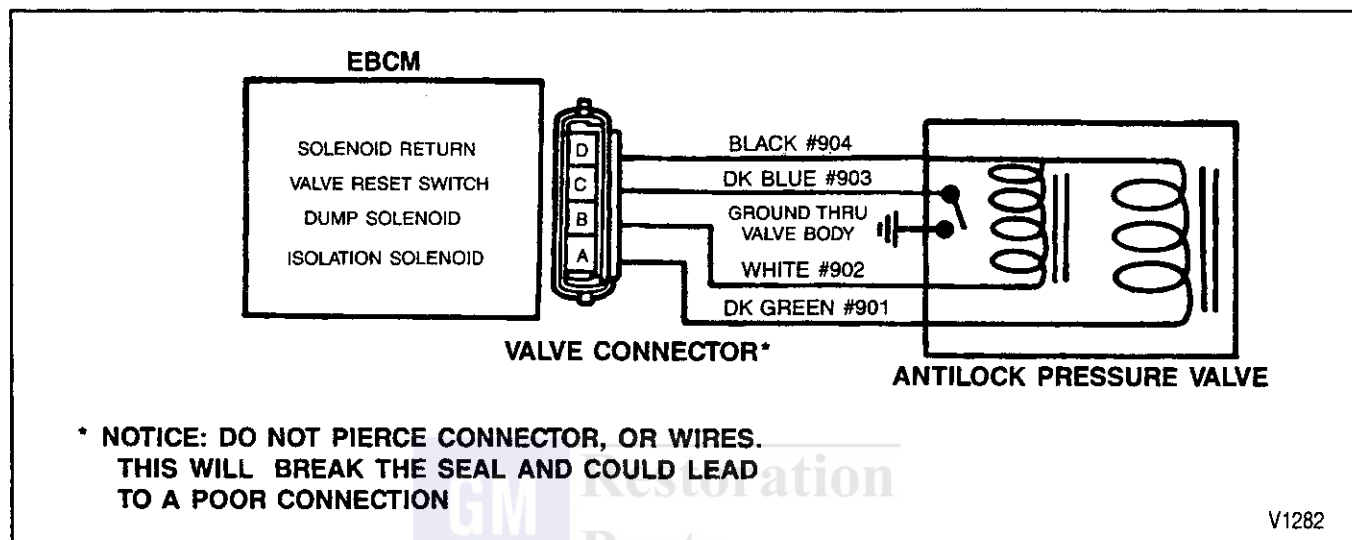 EBCM
SOLENOID RETURN
VALVE RESET SWITCH
DUMP SOLENOID
ISOLATION SOLENOID
D
C
B
A
BLACK #904
DK BLUE #903
GROUND THRU
VALVE BODY
WHITE #902
DK GREEN #901
VALVE CONNECTOR*
ANTILOCK PRESSURE VALVE
* NOTICE: DO NOT PIERCE CONNECTOR, OR WIRES.
THIS WILL BREAK THE SEAL AND COULD LEAD
TO A POOR CONNECTION
GM Restoration
V1282